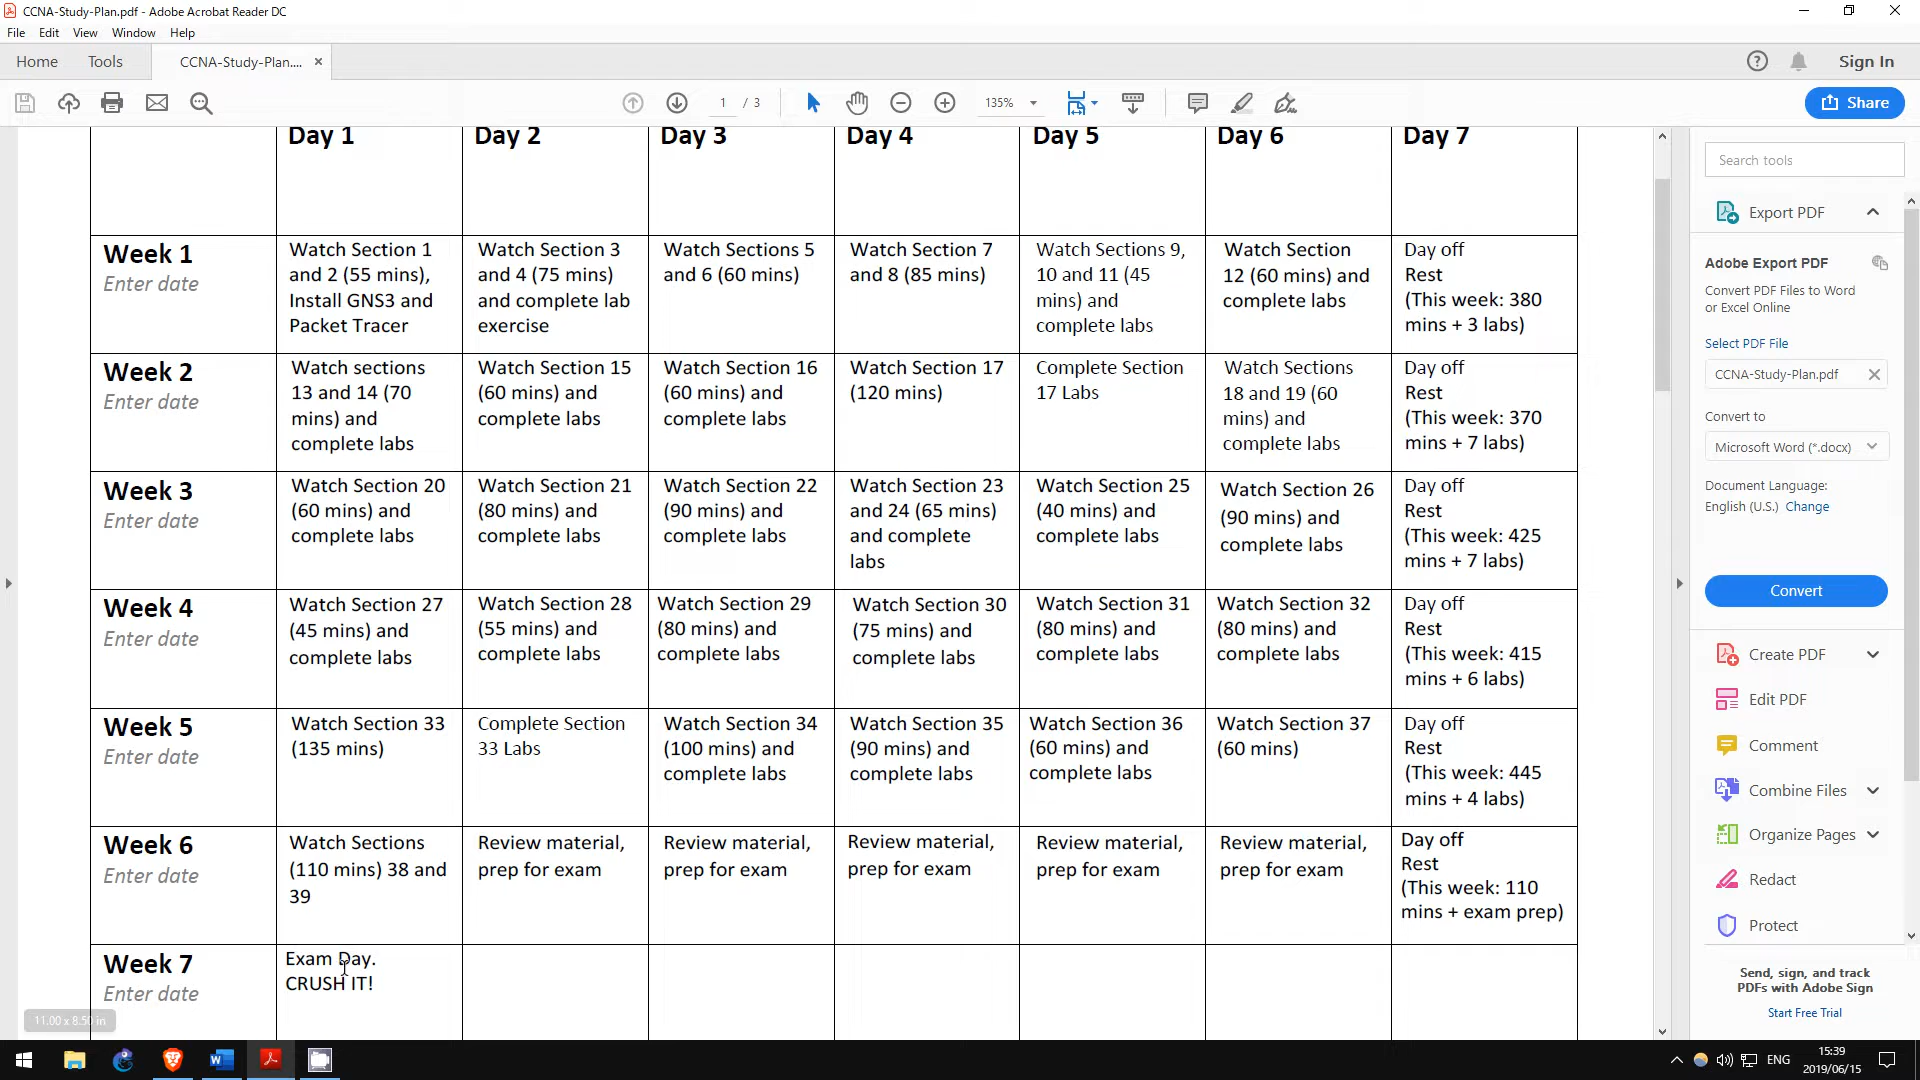 CCNA-Study-Plan.pdf - Adobe Acrobat Reader DC
File Edit View Window Help
Home Tools CCNA-Study-Plan.... × Sign In
1 / 3 135% Share
Day 1 Day 2 Day 3 Day 4 Day 5 Day 6 Day 7
Week 1
Enter date
Watch Section 1
and 2 (55 mins),
Install GNS3 and
Packet Tracer
Watch Section 3
and 4 (75 mins)
and complete lab
exercise
Watch Sections 5
and 6 (60 mins)
Watch Section 7
and 8 (85 mins)
Watch Sections 9,
10 and 11 (45
mins) and
complete labs
Watch Section
12 (60 mins) and
complete labs
Day off
Rest
(This week: 380
mins + 3 labs)
Week 2
Enter date
Watch sections
13 and 14 (70
mins) and
complete labs
Watch Section 15
(60 mins) and
complete labs
Watch Section 16
(60 mins) and
complete labs
Watch Section 17
(120 mins)
Complete Section
17 Labs
Watch Sections
18 and 19 (60
mins) and
complete labs
Day off
Rest
(This week: 370
mins + 7 labs)
Week 3
Enter date
Watch Section 20
(60 mins) and
complete labs
Watch Section 21
(80 mins) and
complete labs
Watch Section 22
(90 mins) and
complete labs
Watch Section 23
and 24 (65 mins)
and complete
labs
Watch Section 25
(40 mins) and
complete labs
Watch Section 26
(90 mins) and
complete labs
Day off
Rest
(This week: 425
mins + 7 labs)
Week 4
Enter date
Watch Section 27
(45 mins) and
complete labs
Watch Section 28
(55 mins) and
complete labs
Watch Section 29
(80 mins) and
complete labs
Watch Section 30
(75 mins) and
complete labs
Watch Section 31
(80 mins) and
complete labs
Watch Section 32
(80 mins) and
complete labs
Day off
Rest
(This week: 415
mins + 6 labs)
Week 5
Enter date
Watch Section 33
(135 mins)
Complete Section
33 Labs
Watch Section 34
(100 mins) and
complete labs
Watch Section 35
(90 mins) and
complete labs
Watch Section 36
(60 mins) and
complete labs
Watch Section 37
(60 mins)
Day off
Rest
(This week: 445
mins + 4 labs)
Week 6
Enter date
Watch Sections
(110 mins) 38 and
39
Review material,
prep for exam
Review material,
prep for exam
Review material,
prep for exam
Review material,
prep for exam
Review material,
prep for exam
Day off
Rest
(This week: 110
mins + exam prep)
Week 7
Enter date
Exam Day.
CRUSH IT!
11.00 x 8.50 in
Search tools
Export PDF
Adobe Export PDF
Convert PDF Files to Word
or Excel Online
Select PDF File
CCNA-Study-Plan.pdf
Convert to
Microsoft Word (*.docx)
Document Language:
English (U.S.) Change
Convert
Create PDF
Edit PDF
Comment
Combine Files
Organize Pages
Redact
Protect
Send, sign, and track
PDFs with Adobe Sign
Start Free Trial
ENG
15:39
2019/06/15